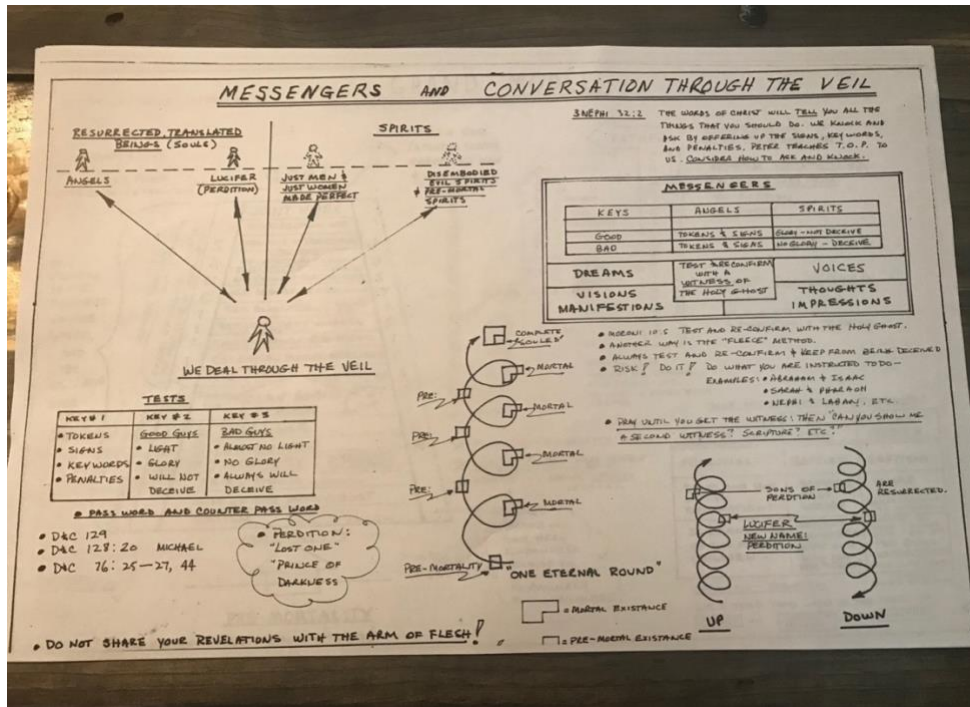 MESSENGERS AND CONVERSATION THROUGH THE VEIL
RESURRECTED, TRANSLATED
BEINGS (SOULS)
SPIRITS
ANGELS
LUCIFER
(PERDITION)
JUST MEN &
JUST WOMEN
MADE PERFECT
DISEMBODIED
EVIL SPIRITS
& PRE-MORTAL
SPIRITS
WE DEAL THROUGH THE VEIL
3 NEPHI 32:2 THE WORDS OF CHRIST WILL TELL YOU ALL THE
THINGS THAT YOU SHOULD DO. WE KNOCK AND
ASK BY OFFERING UP THE SIGNS, KEY WORDS,
AND PENALTIES, PETER TEACHES T.O.P. TO
US. CONSIDER HOW TO ASK AND KNOCK.
MESSENGERS
KEYS ANGELS SPIRITS
GOOD TOKENS & SIGNS GLORY - NOT DECEIVE
BAD TOKENS & SIGNS NO GLORY - DECEIVE
DREAMS
VISIONS
MANIFESTIONS
TEST & RECONFIRM
WITH A
WITNESS OF
THE HOLY GHOST
VOICES
THOUGHTS
IMPRESSIONS
• MORONI 10:5 TEST AND RE-CONFIRM WITH THE HOLY GHOST.
• ANOTHER WAY IS THE "FLEECE" METHOD.
• ALWAYS TEST AND RE-CONFIRM & KEEP FROM BEING DECEIVED
• RISK! DO IT! DO WHAT YOU ARE INSTRUCTED TO DO—
EXAMPLES: • ABRAHAM & ISAAC
• SARAH & PHARAOH
• NEPHI & LABAN, ETC.
• PRAY UNTIL YOU GET THE WITNESS! THEN "CAN YOU SHOW ME
A SECOND WITNESS? SCRIPTURE? ETC!"
TESTS
KEY # 1 KEY # 2 KEY # 3
• TOKENS GOOD GUYS BAD GUYS
• SIGNS • LIGHT • ALMOST NO LIGHT
• KEY WORDS • GLORY • NO GLORY
• PENALTIES • WILL NOT • ALWAYS WILL
DECEIVE DECEIVE
• PASS WORD AND COUNTER PASS WORD
• D&C 129
• D&C 128:20 MICHAEL
• D&C 76:25-27, 44
• PERDITION:
"LOST ONE"
"PRINCE OF
DARKNESS
COMPLETE
"SOULED"
MORTAL
PRE:
MORTAL
PRE:
MORTAL
PRE:
MORTAL
PRE-MORTALITY
"ONE ETERNAL ROUND"
= MORTAL EXISTANCE
= PRE-MORTAL EXISTANCE
SONS OF
PERDTION
ARE
RESURRECTED.
LUCIFER
NEW NAME:
PERDITION
UP
DOWN
• DO NOT SHARE YOUR REVELATIONS WITH THE ARM OF FLESH!